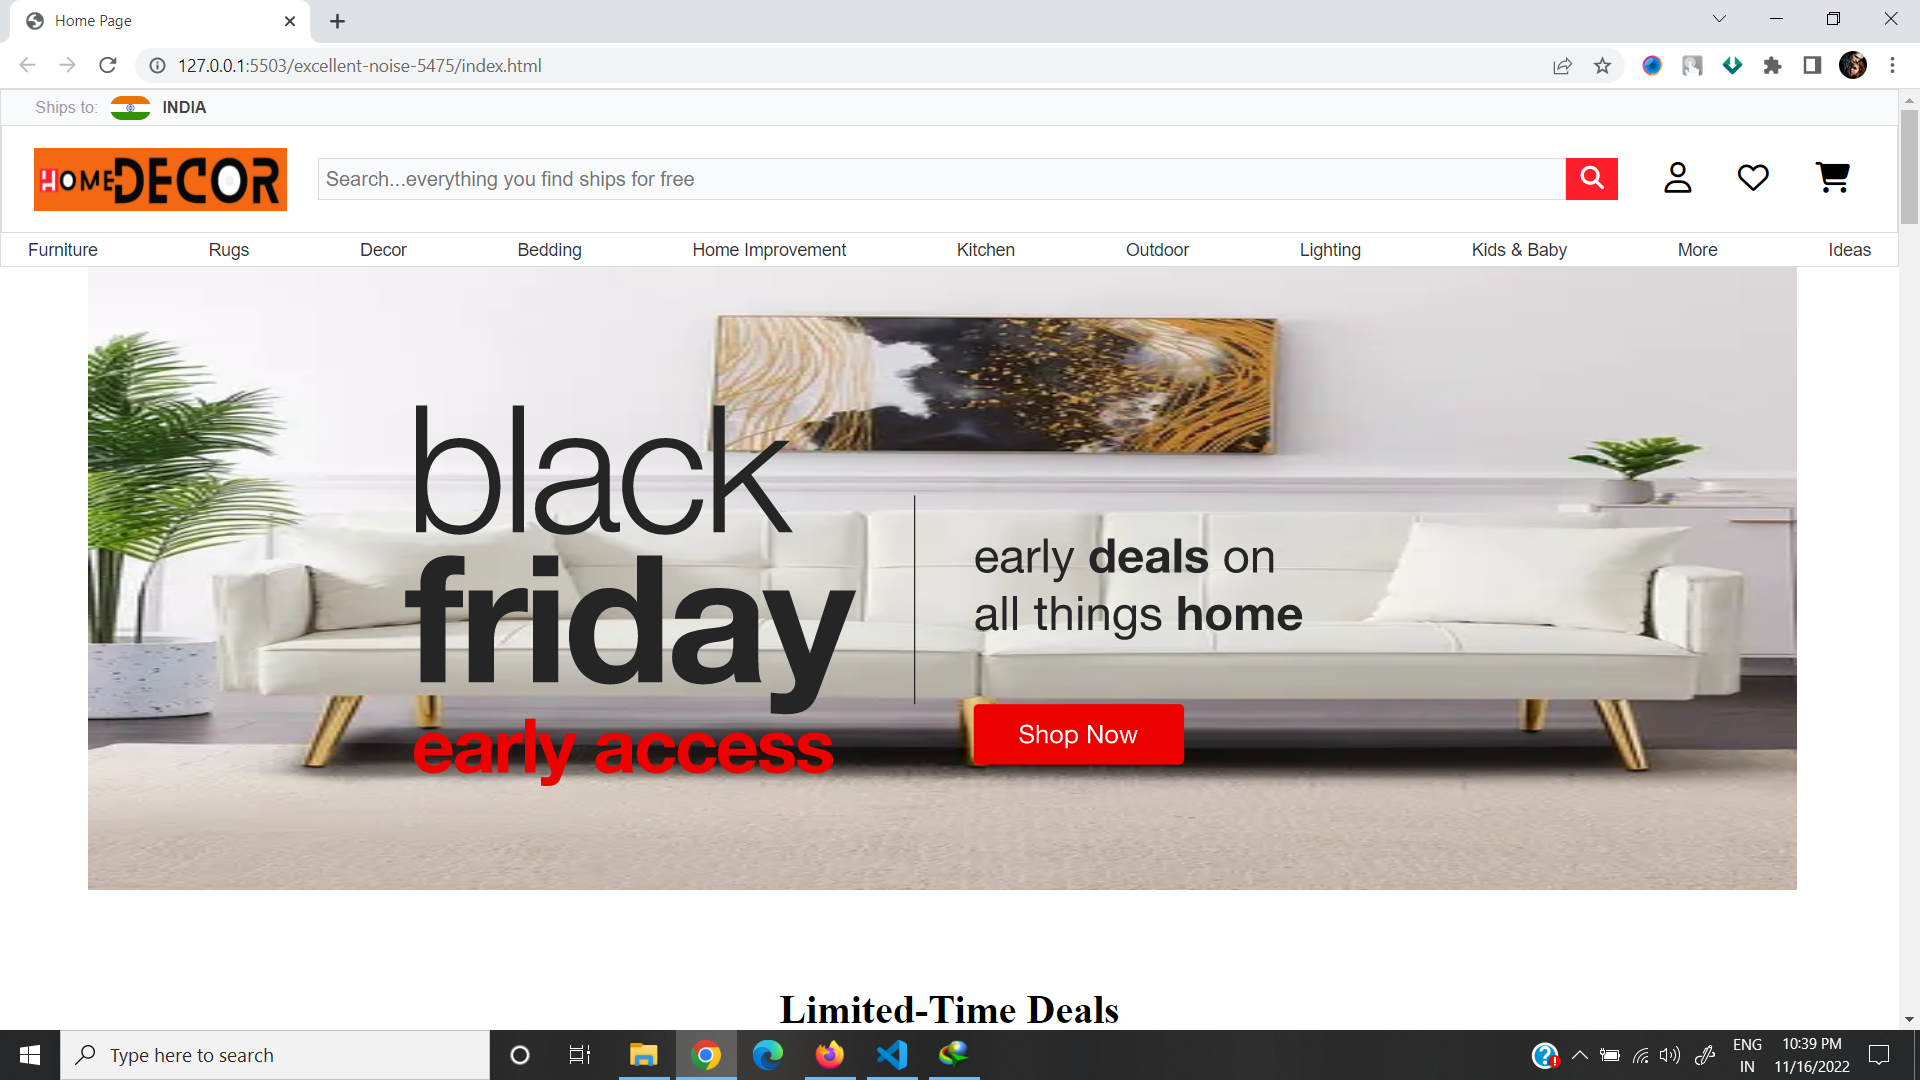 Home Page
127.0.0.1:5503/excellent-noise-5475/index.html
Ships to: INDIA
HOME DECOR
Search...everything you find ships for free
Furniture Rugs Decor Bedding Home Improvement Kitchen Outdoor Lighting Kids & Baby More Ideas
black
friday
early access
early deals on
all things home
Shop Now
Limited-Time Deals
Type here to search
ENG
IN
10:39 PM
11/16/2022